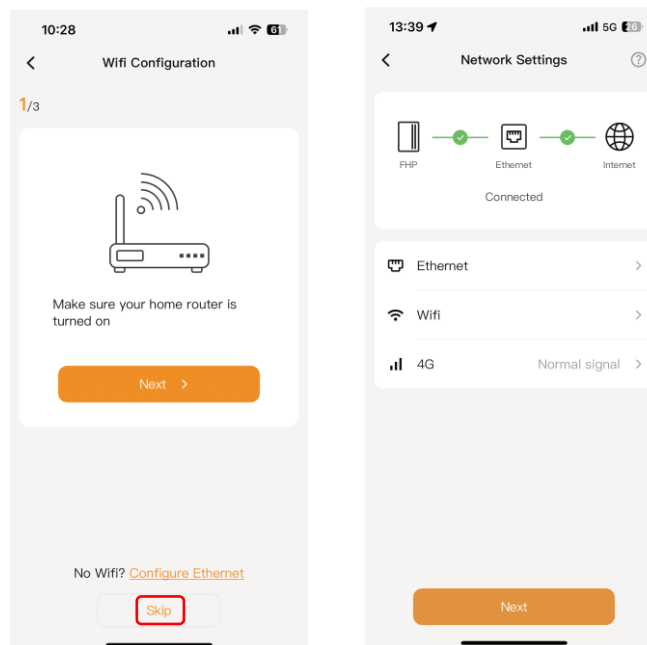 10:28
61
Wifi Configuration
1/3
Make sure your home router is
turned on
Next
No Wifi? Configure Ethernet
Skip
13:39
5G 26
Network Settings
?
FHP
Ethernet
Internet
Connected
Ethernet
Wifi
4G
Normal signal
Next